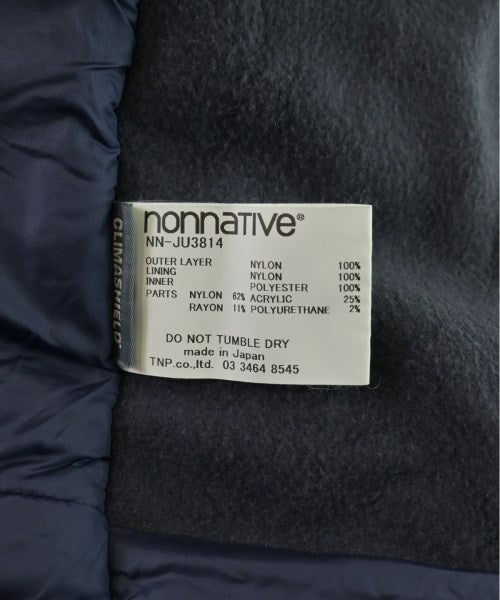 nonnative®
NN-JU3814
OUTER LAYER NYLON 100%
LINING NYLON 100%
INNER POLYESTER 100%
PARTS NYLON 62% ACRYLIC 25%
RAYON 11% POLYURETHANE 2%
DO NOT TUMBLE DRY
made in Japan
TNP.co.,ltd. 03 3464 8545
CLIMASHIELD